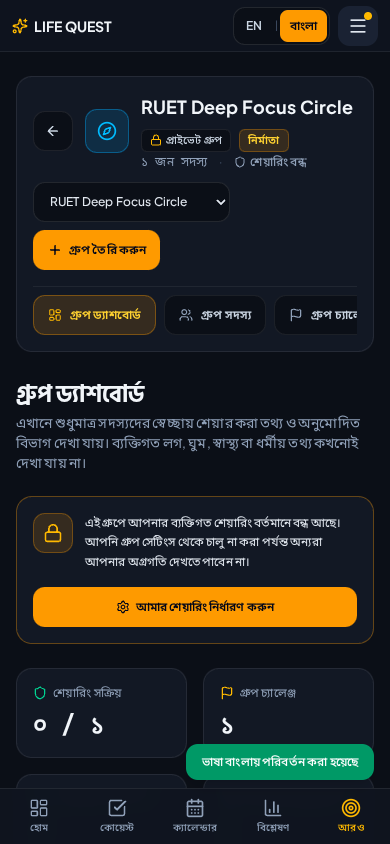 LIFE QUEST
EN
বাংলা
RUET Deep Focus Circle
প্রাইভেট গ্রুপ
নির্মাতা
১ জন সদস্য · শেয়ারিং বন্ধ
RUET Deep Focus Circle
গ্রুপ তৈরি করুন
গ্রুপ ড্যাশবোর্ড
গ্রুপ সদস্য
গ্রুপ
গ্রুপ ড্যাশবোর্ড
এখানে শুধুমাত্র সদস্যদের স্বেচ্ছায় শেয়ার করা তথ্য ও অনুমোদিত
বিভাগ দেখা যায়। ব্যক্তিগত লগ, ঘুম, স্বাস্থ্য বা ধর্মীয় তথ্য কখনোই
দেখা যায় না।
এই গ্রুপে আপনার ব্যক্তিগত শেয়ারিং বর্তমানে বন্ধ আছে।
আপনি গ্রুপ সেটিংস থেকে চালু না করা পর্যন্ত অন্যরা
আপনার অগ্রগতি দেখতে পাবেন না।
আমার শেয়ারিং নির্ধারণ করুন
শেয়ারিং সক্রিয়
০ / ১
গ্রুপ চ্যালেঞ্জ
১
ভাষা বাংলায় পরিবর্তন করা হয়েছে
হোম
কোয়েস্ট
ক্যালেন্ডার
বিশ্লেষণ
আরও